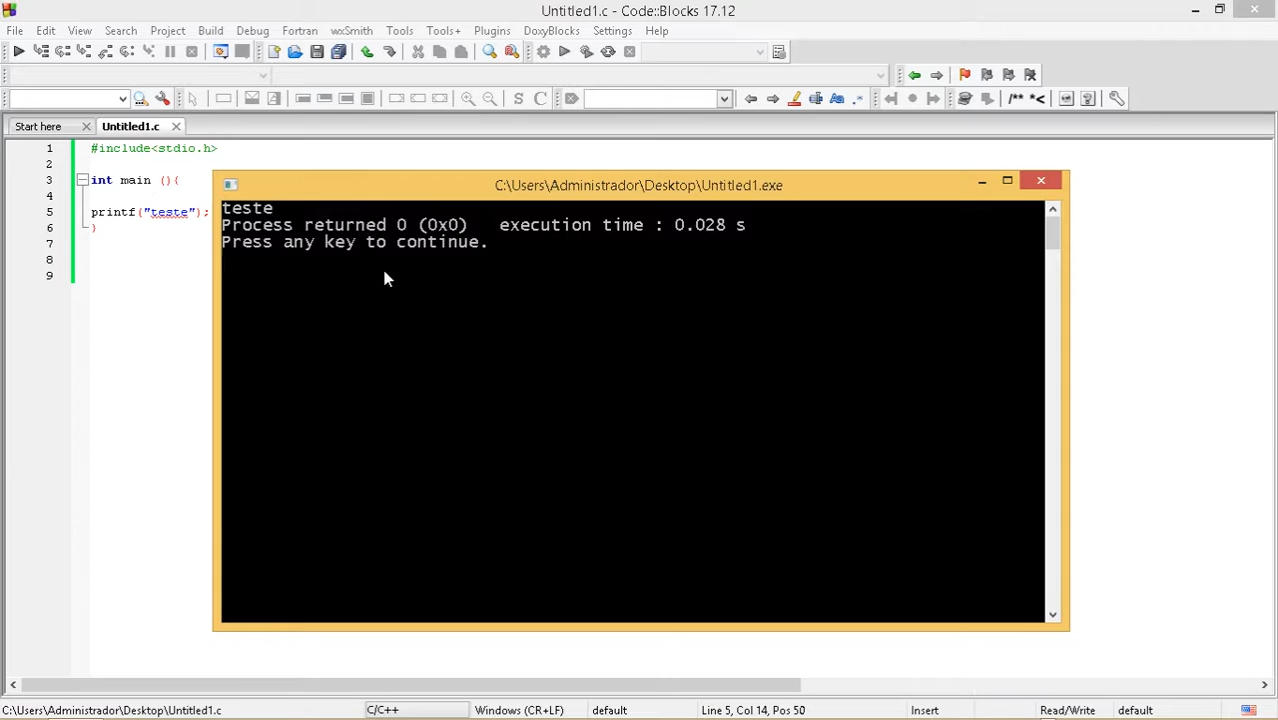 Untitled1.c - Code::Blocks 17.12
File Edit View Search Project Build Debug Fortran wxSmith Tools Tools+ Plugins DoxyBlocks Settings Help
S C /** *< Aa .*
Start here Untitled1.c
1 #include<stdio.h>
2
3 int main (){
4
5 printf("teste");
6 }
7
8
9
C:\Users\Administrador\Desktop\Untitled1.exe
teste
Process returned 0 (0x0) execution time : 0.028 s
Press any key to continue.
C:\Users\Administrador\Desktop\Untitled1.c C/C++ Windows (CR+LF) default Line 5, Col 14, Pos 50 Insert Read/Write default